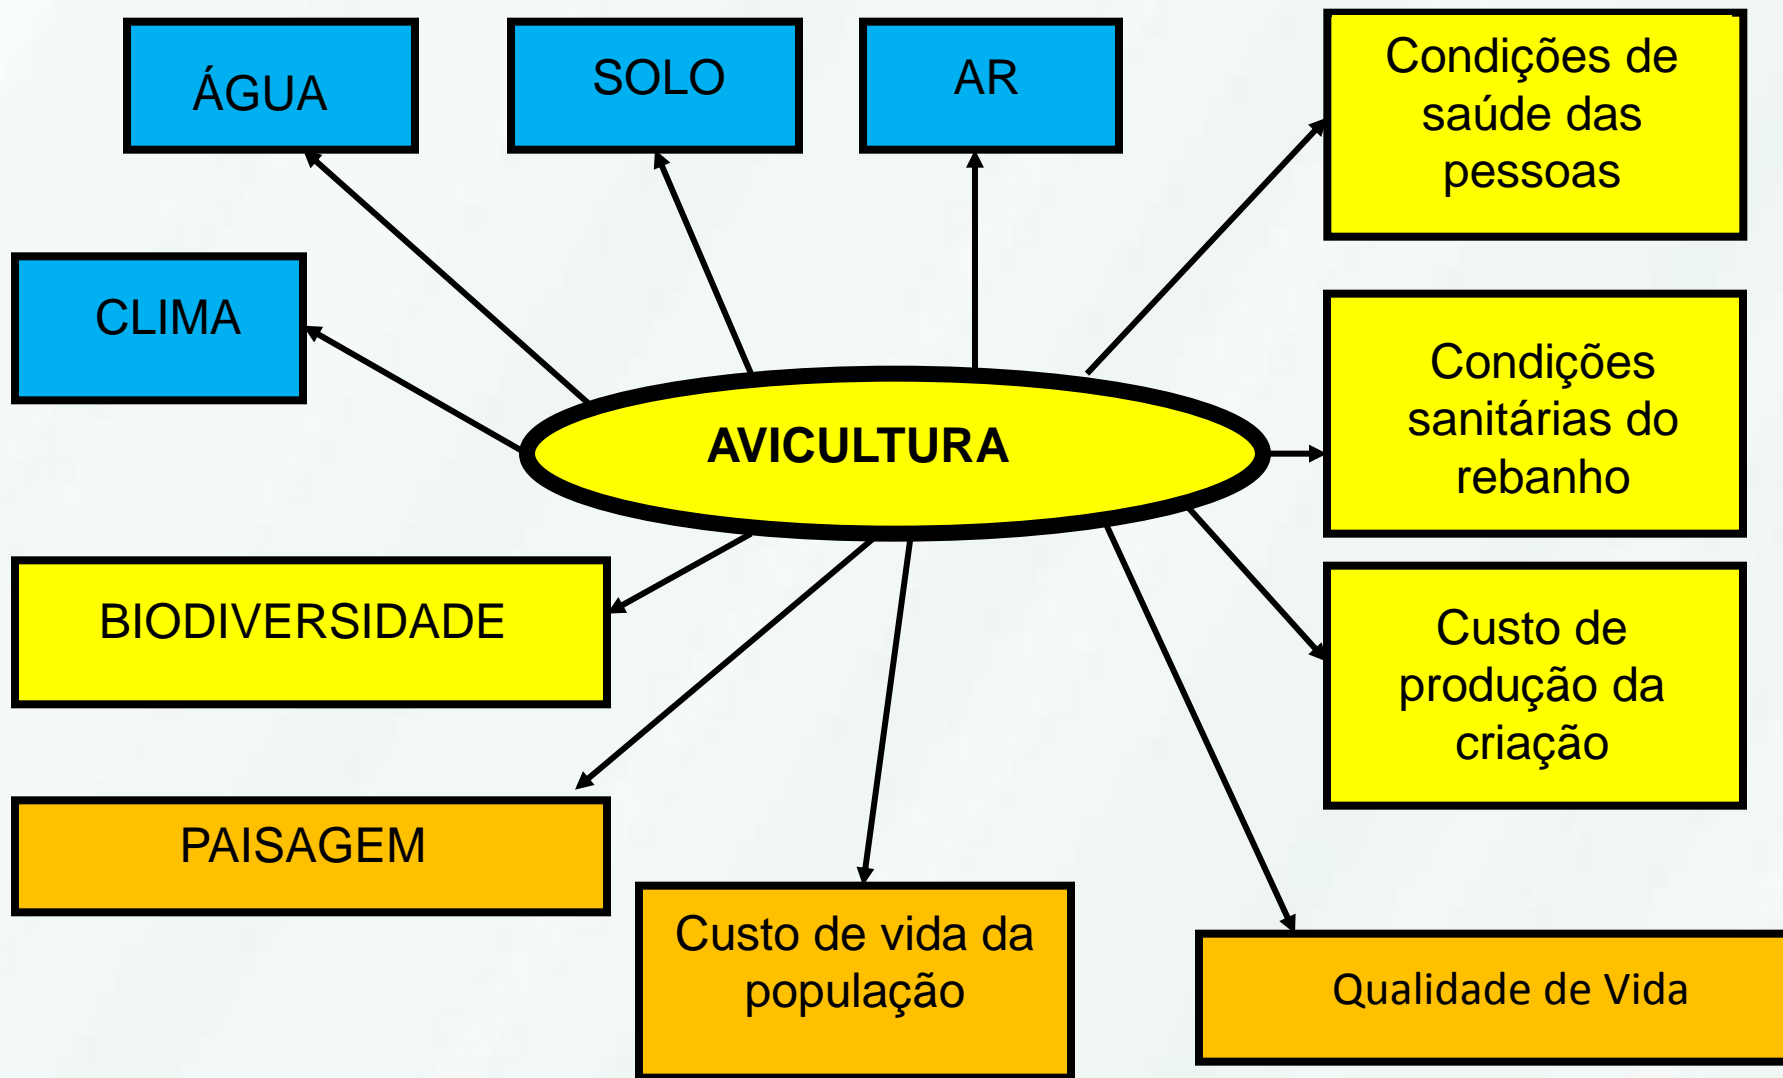 ÁGUA
SOLO
AR
Condições de
saúde das
pessoas
CLIMA
Condições
sanitárias do
rebanho
AVICULTURA
BIODIVERSIDADE
Custo de
produção da
criação
PAISAGEM
Custo de vida da
população
Qualidade de Vida